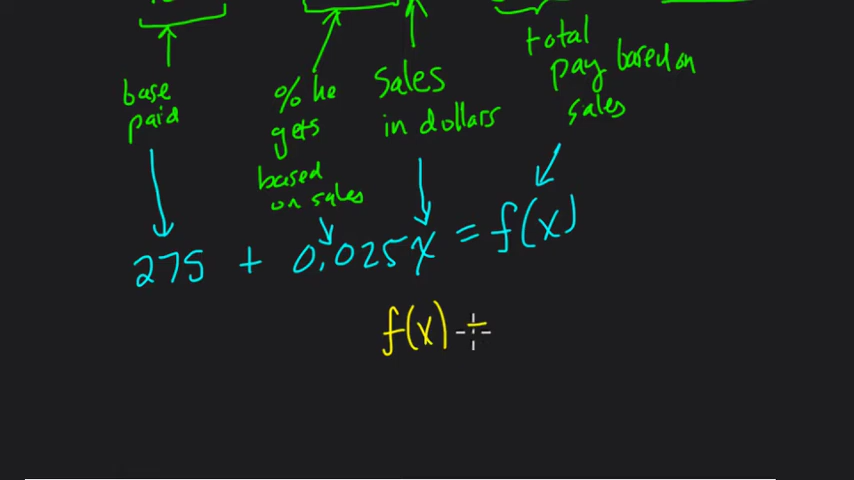 base
paid
% he
gets
based
on sales
sales
in dollars
total
pay based on
sales
275 + 0.025x = f(x)
f(x) =